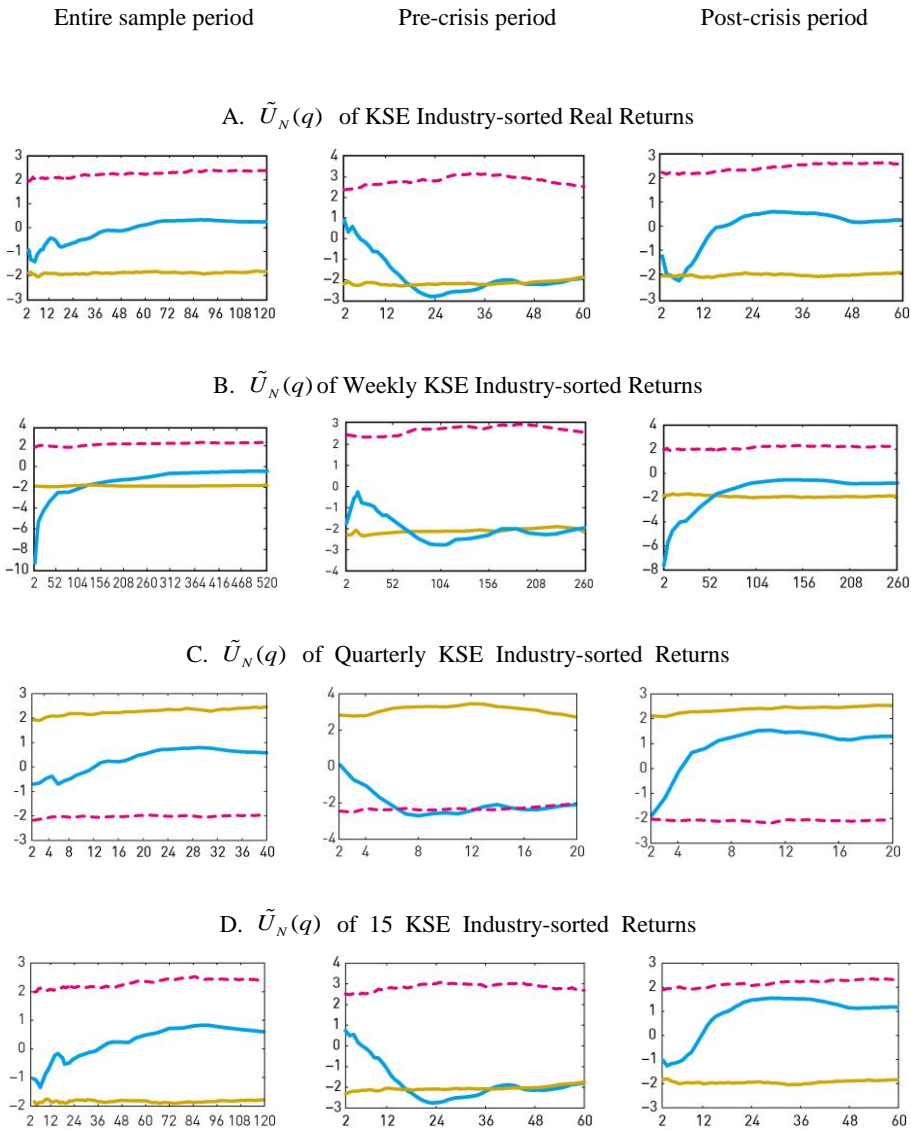 Entire sample period Pre-crisis period Post-crisis period
A. Ũ_N(q) of KSE Industry-sorted Real Returns
3 2 1 0 −1 −2 −3
2 12 24 36 48 60 72 84 96 108 120
4 3 2 1 0 −1 −2 −3
2 12 24 36 48 60
3 2 1 0 −1 −2 −3
2 12 24 36 48 60
B. Ũ_N(q) of Weekly KSE Industry-sorted Returns
4 2 0 −2 −4 −6 −8 −10
2 52 104 156 208 260 312 364 416 468 520
3 2 1 0 −1 −2 −3 −4
2 52 104 156 208 260
4 2 0 −2 −4 −6 −8
2 52 104 156 208 260
C. Ũ_N(q) of Quarterly KSE Industry-sorted Returns
3 2 1 0 −1 −2 −3
2 4 8 12 16 20 24 28 32 36 40
4 2 0 −2 −4
2 4 8 12 16 20
3 2 1 0 −1 −2 −3
2 4 8 12 16 20
D. Ũ_N(q) of 15 KSE Industry-sorted Returns
3 2 1 0 −1 −2
2 12 24 36 48 60 72 84 96 108 120
4 3 2 1 0 −1 −2 −3
2 12 24 36 48 60
3 2 1 0 −1 −2 −3
2 12 24 36 48 60